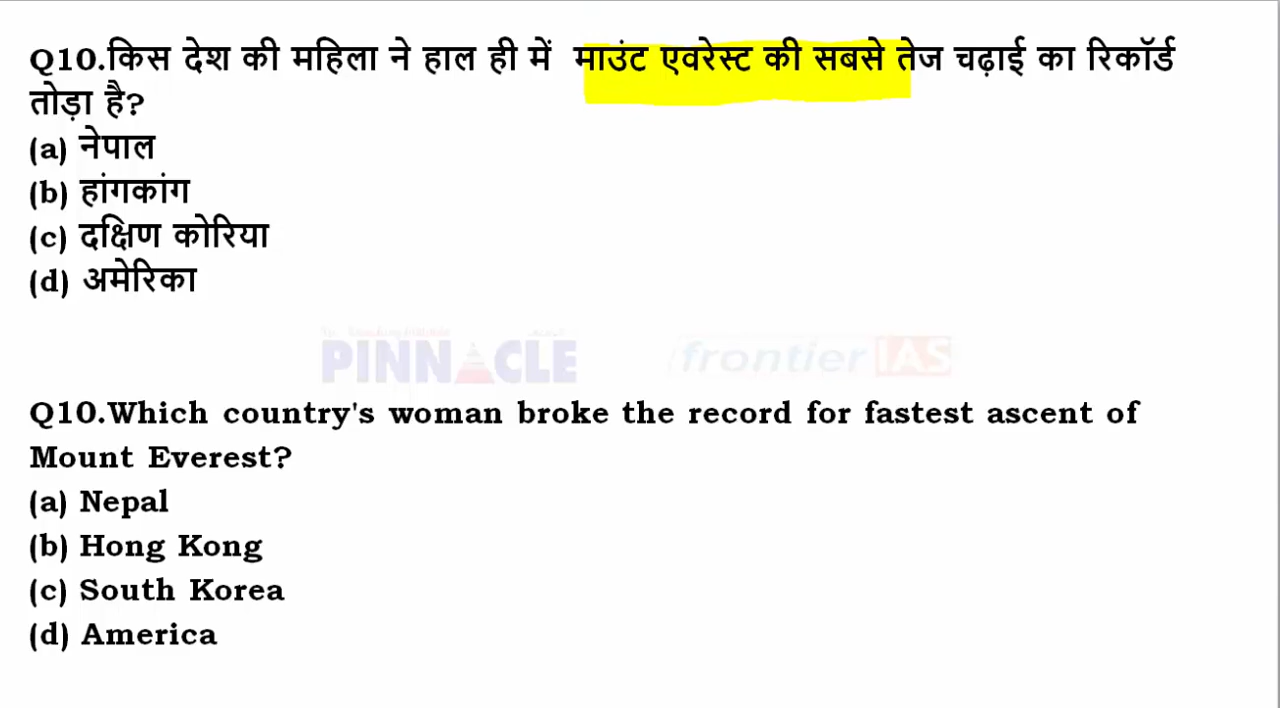 Q10.किस देश की महिला ने हाल ही में माउंट एवरेस्ट की सबसे तेज चढ़ाई का रिकॉर्ड
तोड़ा है?
(a) नेपाल
(b) हांगकांग
(c) दक्षिण कोरिया
(d) अमेरिका
PINNACLE frontier IAS
Q10.Which country's woman broke the record for fastest ascent of
Mount Everest?
(a) Nepal
(b) Hong Kong
(c) South Korea
(d) America